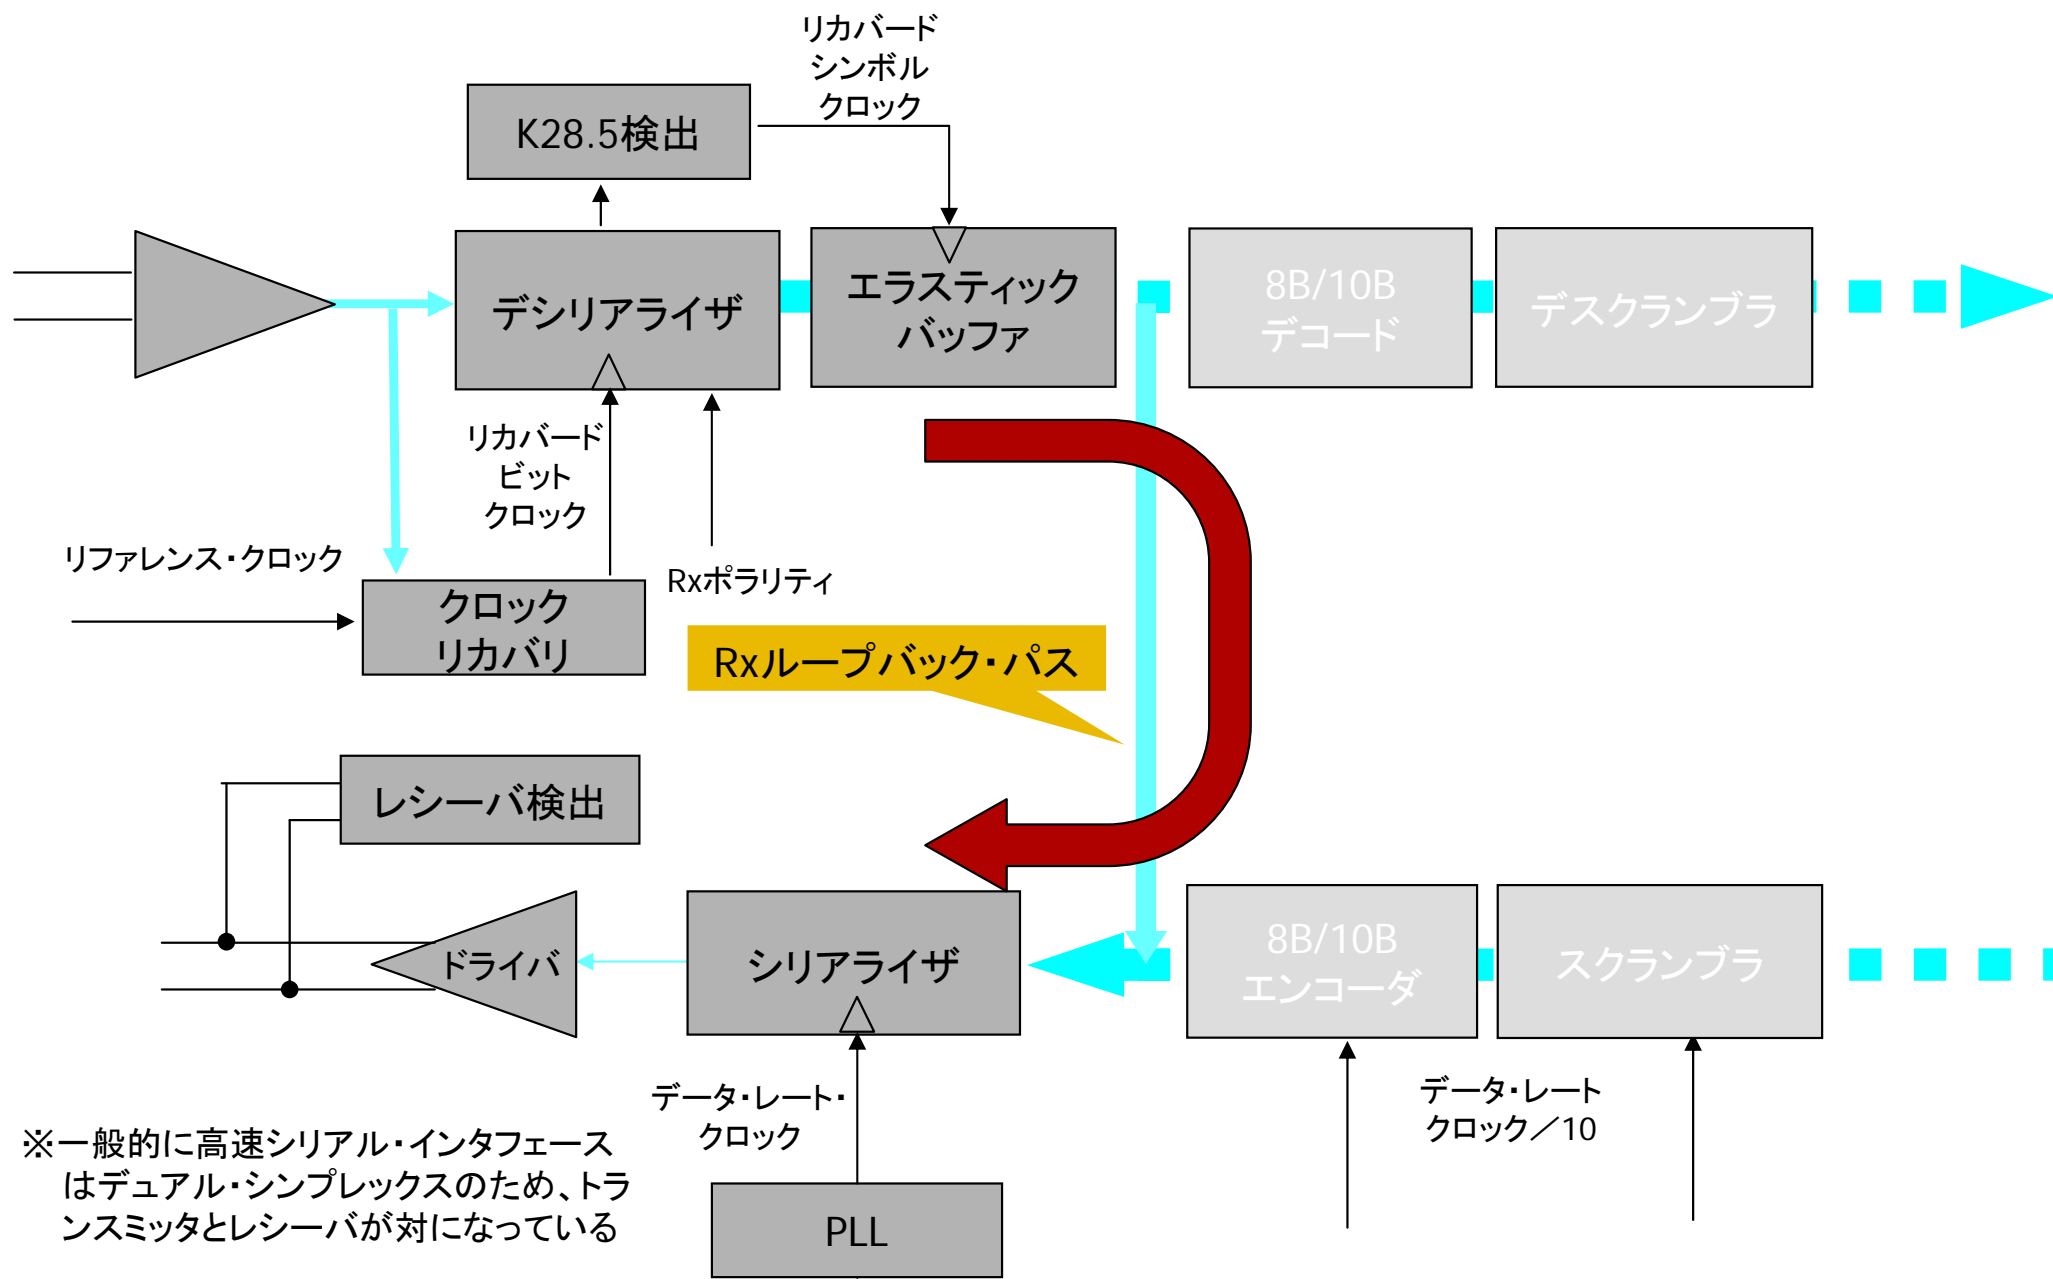 リカバード
シンボル
クロック
K28.5検出
デシリアライザ
エラスティック
バッファ
8B/10B
デコード
デスクランブラ
リカバード
ビット
クロック
リファレンス・クロック
Rxポラリティ
クロック
リカバリ
Rxループバック・パス
レシーバ検出
ドライバ
シリアライザ
8B/10B
エンコーダ
スクランブラ
データ・レート・
クロック
データ・レート
クロック／10
※一般的に高速シリアル・インタフェース
はデュアル・シンプレックスのため、トラ
ンスミッタとレシーバが対になっている
PLL